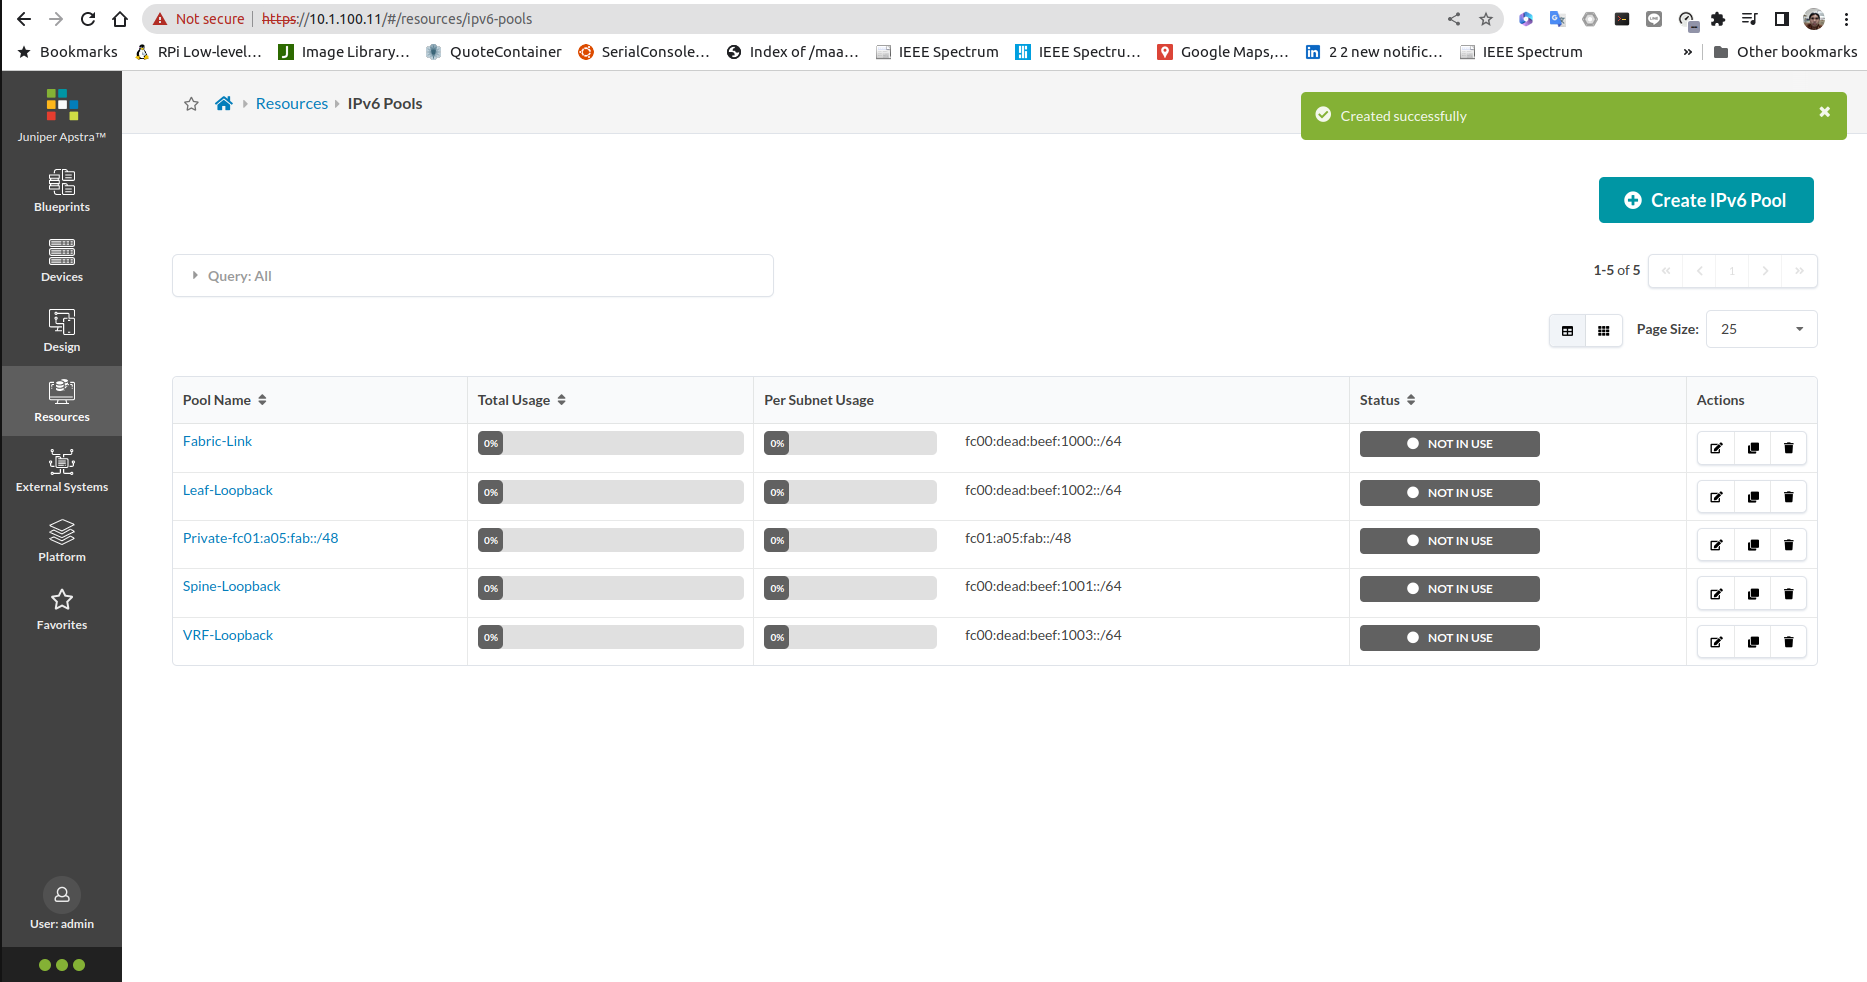 Not secure https://10.1.100.11/#/resources/ipv6-pools
Bookmarks RPi Low-level… Image Library,… QuoteContainer SerialConsole… Index of /maa… IEEE Spectrum IEEE Spectru… Google Maps,… 2 2 new notific… IEEE Spectrum » Other bookmarks
Juniper Apstra™
Resources IPv6 Pools
Created successfully
Blueprints
Create IPv6 Pool
Devices
Query: All
1-5 of 5 « ‹ 1 › »
Design
Page Size: 25
Resources
Pool Name Total Usage Per Subnet Usage Status Actions
Fabric-Link 0% 0% fc00:dead:beef:1000::/64 NOT IN USE
External Systems
Leaf-Loopback 0% 0% fc00:dead:beef:1002::/64 NOT IN USE
Platform
Private-fc01:a05:fab::/48 0% 0% fc01:a05:fab::/48 NOT IN USE
Spine-Loopback 0% 0% fc00:dead:beef:1001::/64 NOT IN USE
Favorites
VRF-Loopback 0% 0% fc00:dead:beef:1003::/64 NOT IN USE
User: admin